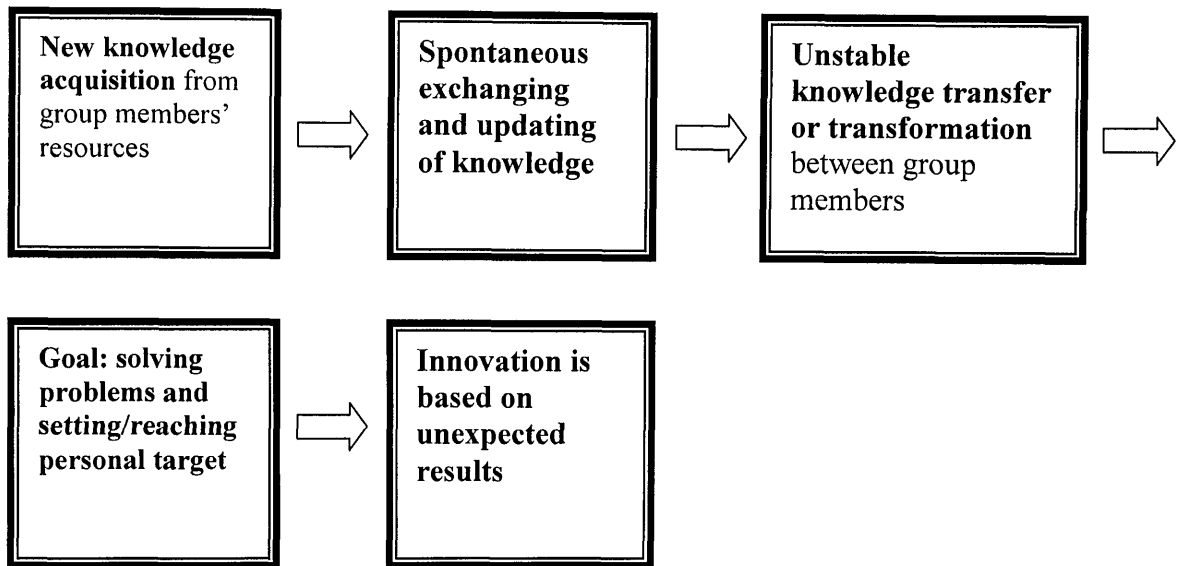 New knowledge
acquisition from
group members’
resources
Spontaneous
exchanging
and updating
of knowledge
Unstable
knowledge transfer
or transformation
between group
members
Goal: solving
problems and
setting/reaching
personal target
Innovation is
based on
unexpected
results